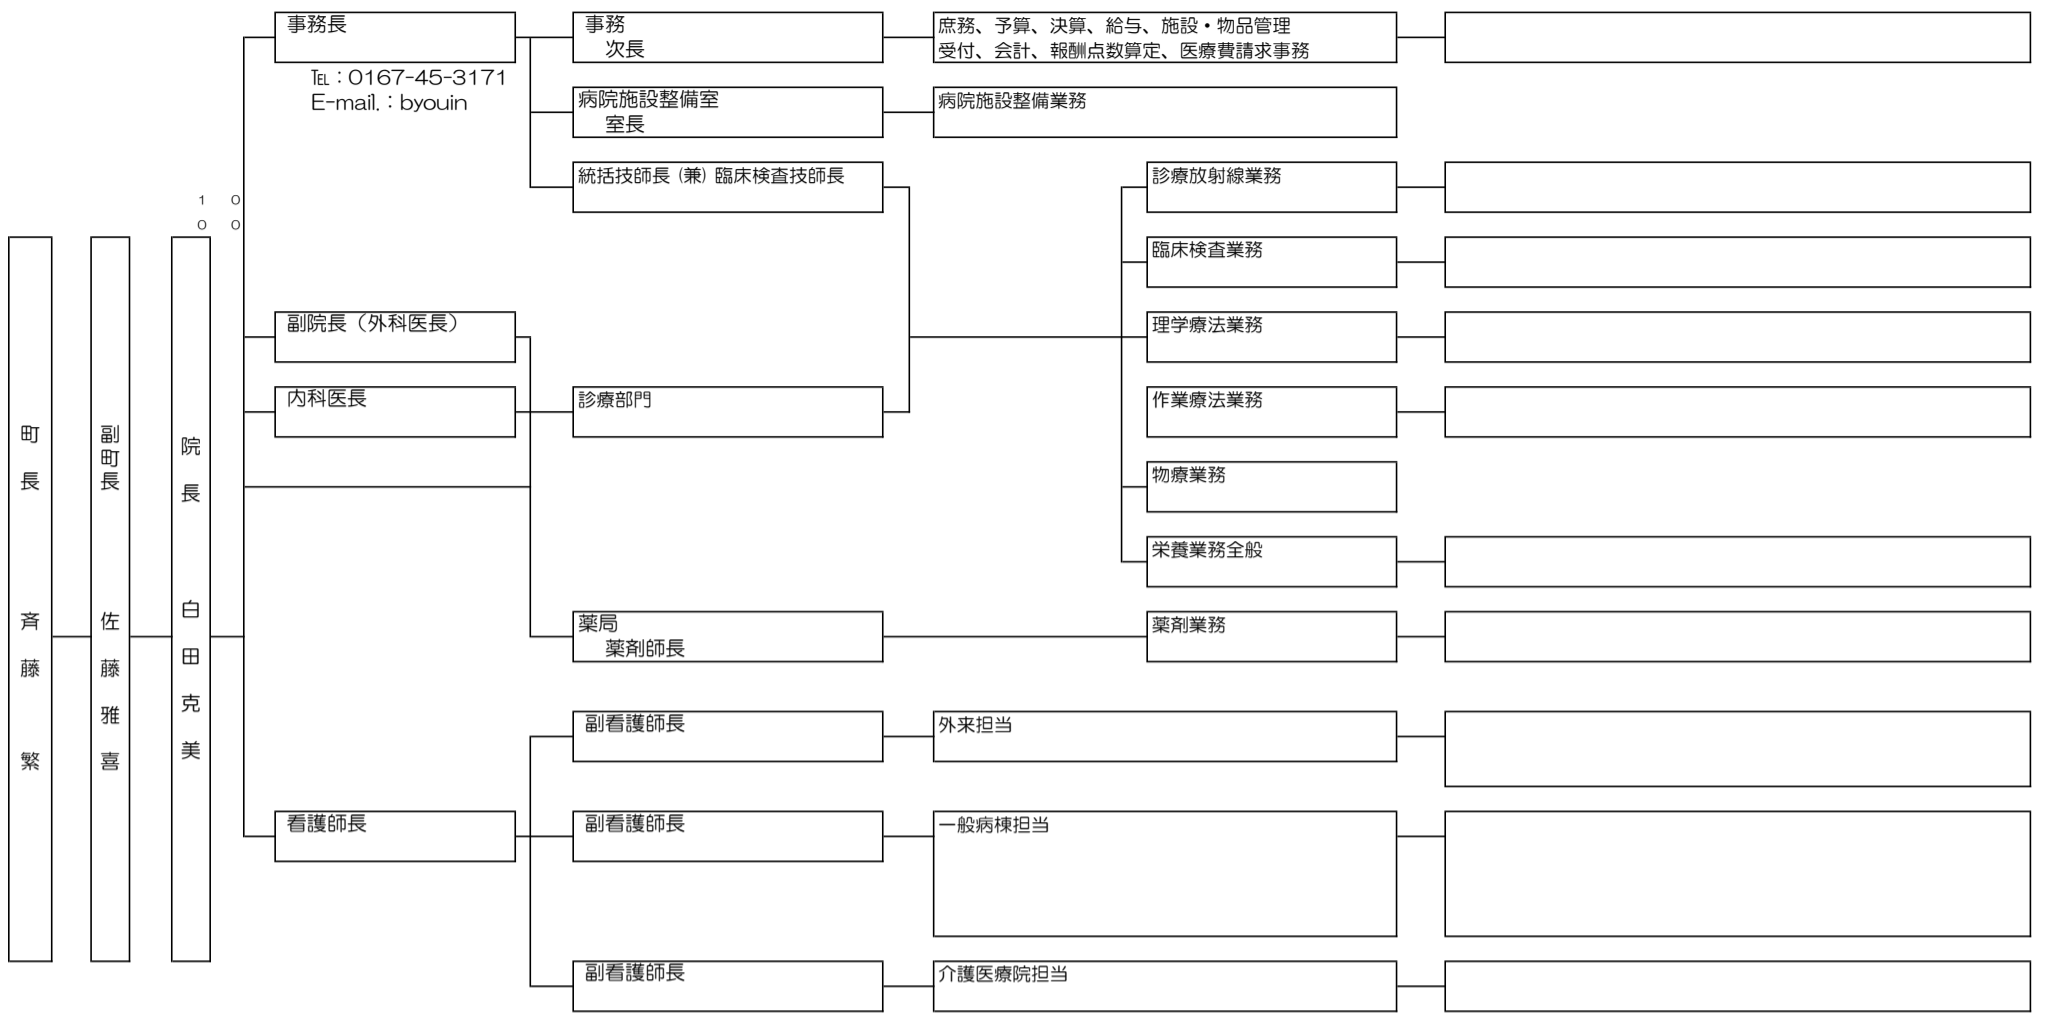 町長 斉藤 繁
副町長 佐藤雅喜
1 0
0 0
院長 白田克美
事務長
℡：0167-45-3171
E-mail.：byouin
事務
次長
庶務、予算、決算、給与、施設・物品管理
受付、会計、報酬点数算定、医療費請求事務
病院施設整備室
室長
病院施設整備業務
統括技師長 (兼) 臨床検査技師長
診療放射線業務
臨床検査業務
副院長（外科医長）
理学療法業務
内科医長
診療部門
作業療法業務
物療業務
栄養業務全般
薬局
薬剤師長
薬剤業務
副看護師長
外来担当
看護師長
副看護師長
一般病棟担当
副看護師長
介護医療院担当